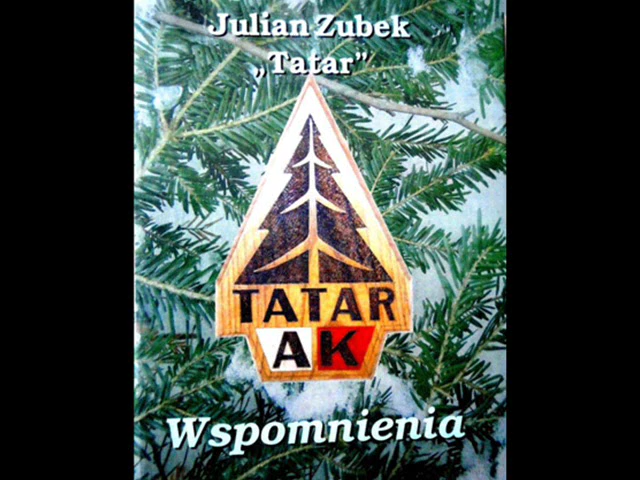 Julian Zubek
„Tatar”
TATAR
AK
Wspomnienia